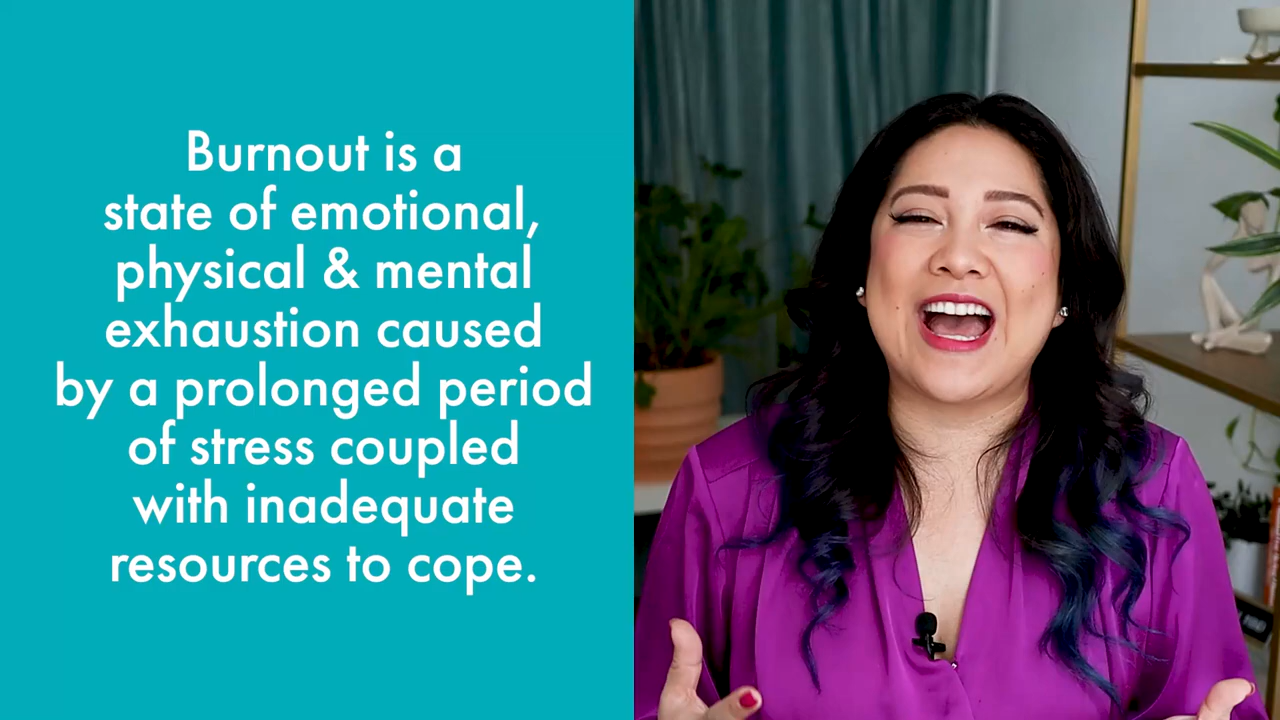 Burnout is a
state of emotional,
physical & mental
exhaustion caused
by a prolonged period
of stress coupled
with inadequate
resources to cope.